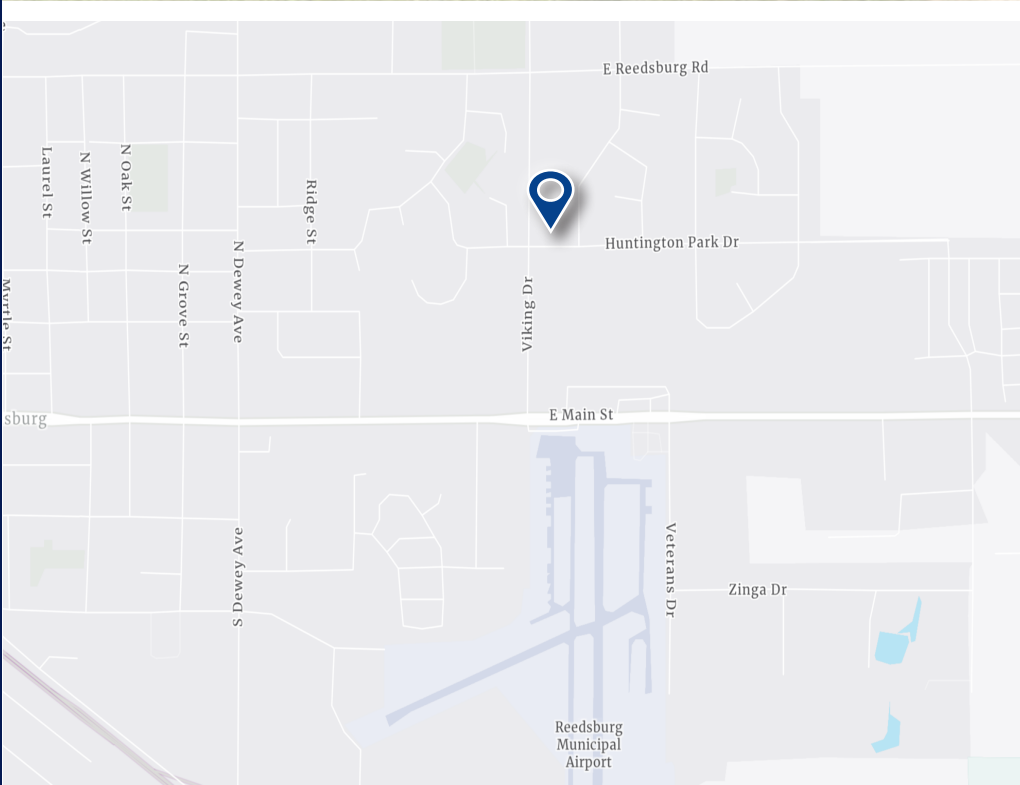 E Reedsburg Rd
Laurel St
N Willow St
N Oak St
Ridge St
N Dewey Ave
N Grove St
Huntington Park Dr
Myrtle St
Viking Dr
sburg
E Main St
S Dewey Ave
Veterans Dr
Zinga Dr
Reedsburg
Municipal
Airport